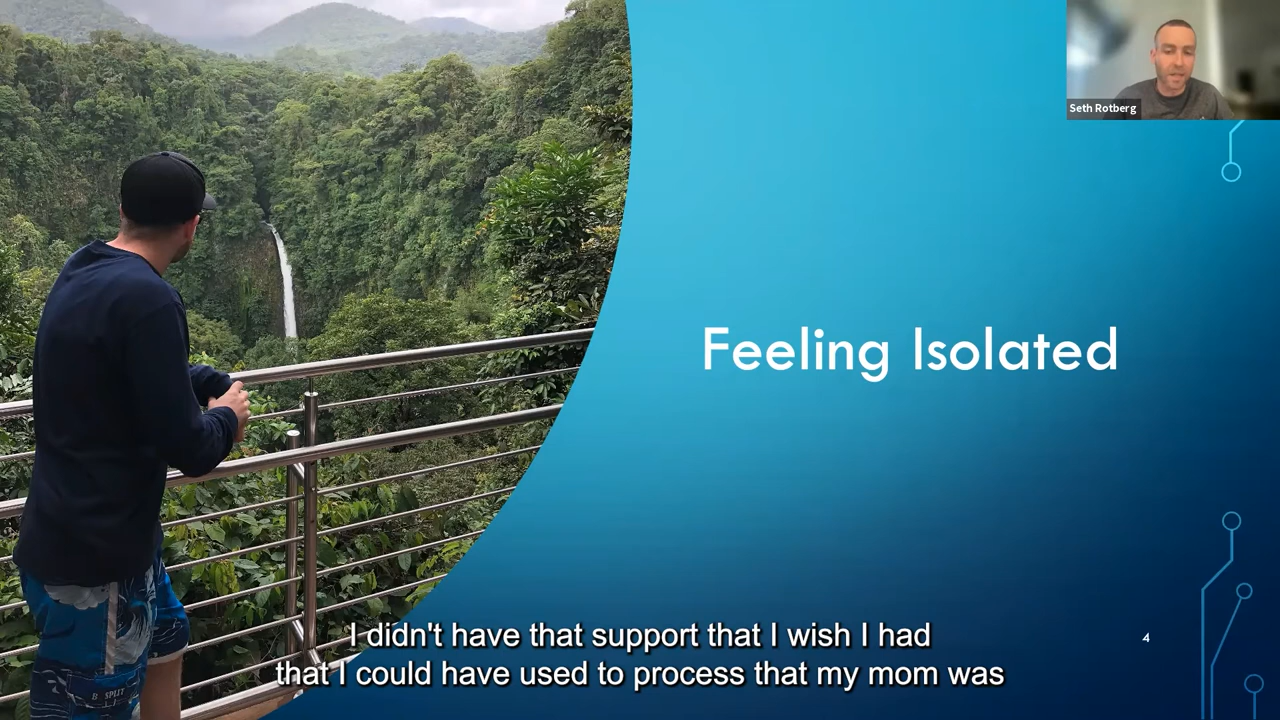 Seth Rotberg
Feeling Isolated
I didn't have that support that I wish I had
that I could have used to process that my mom was
4
B SPLIT